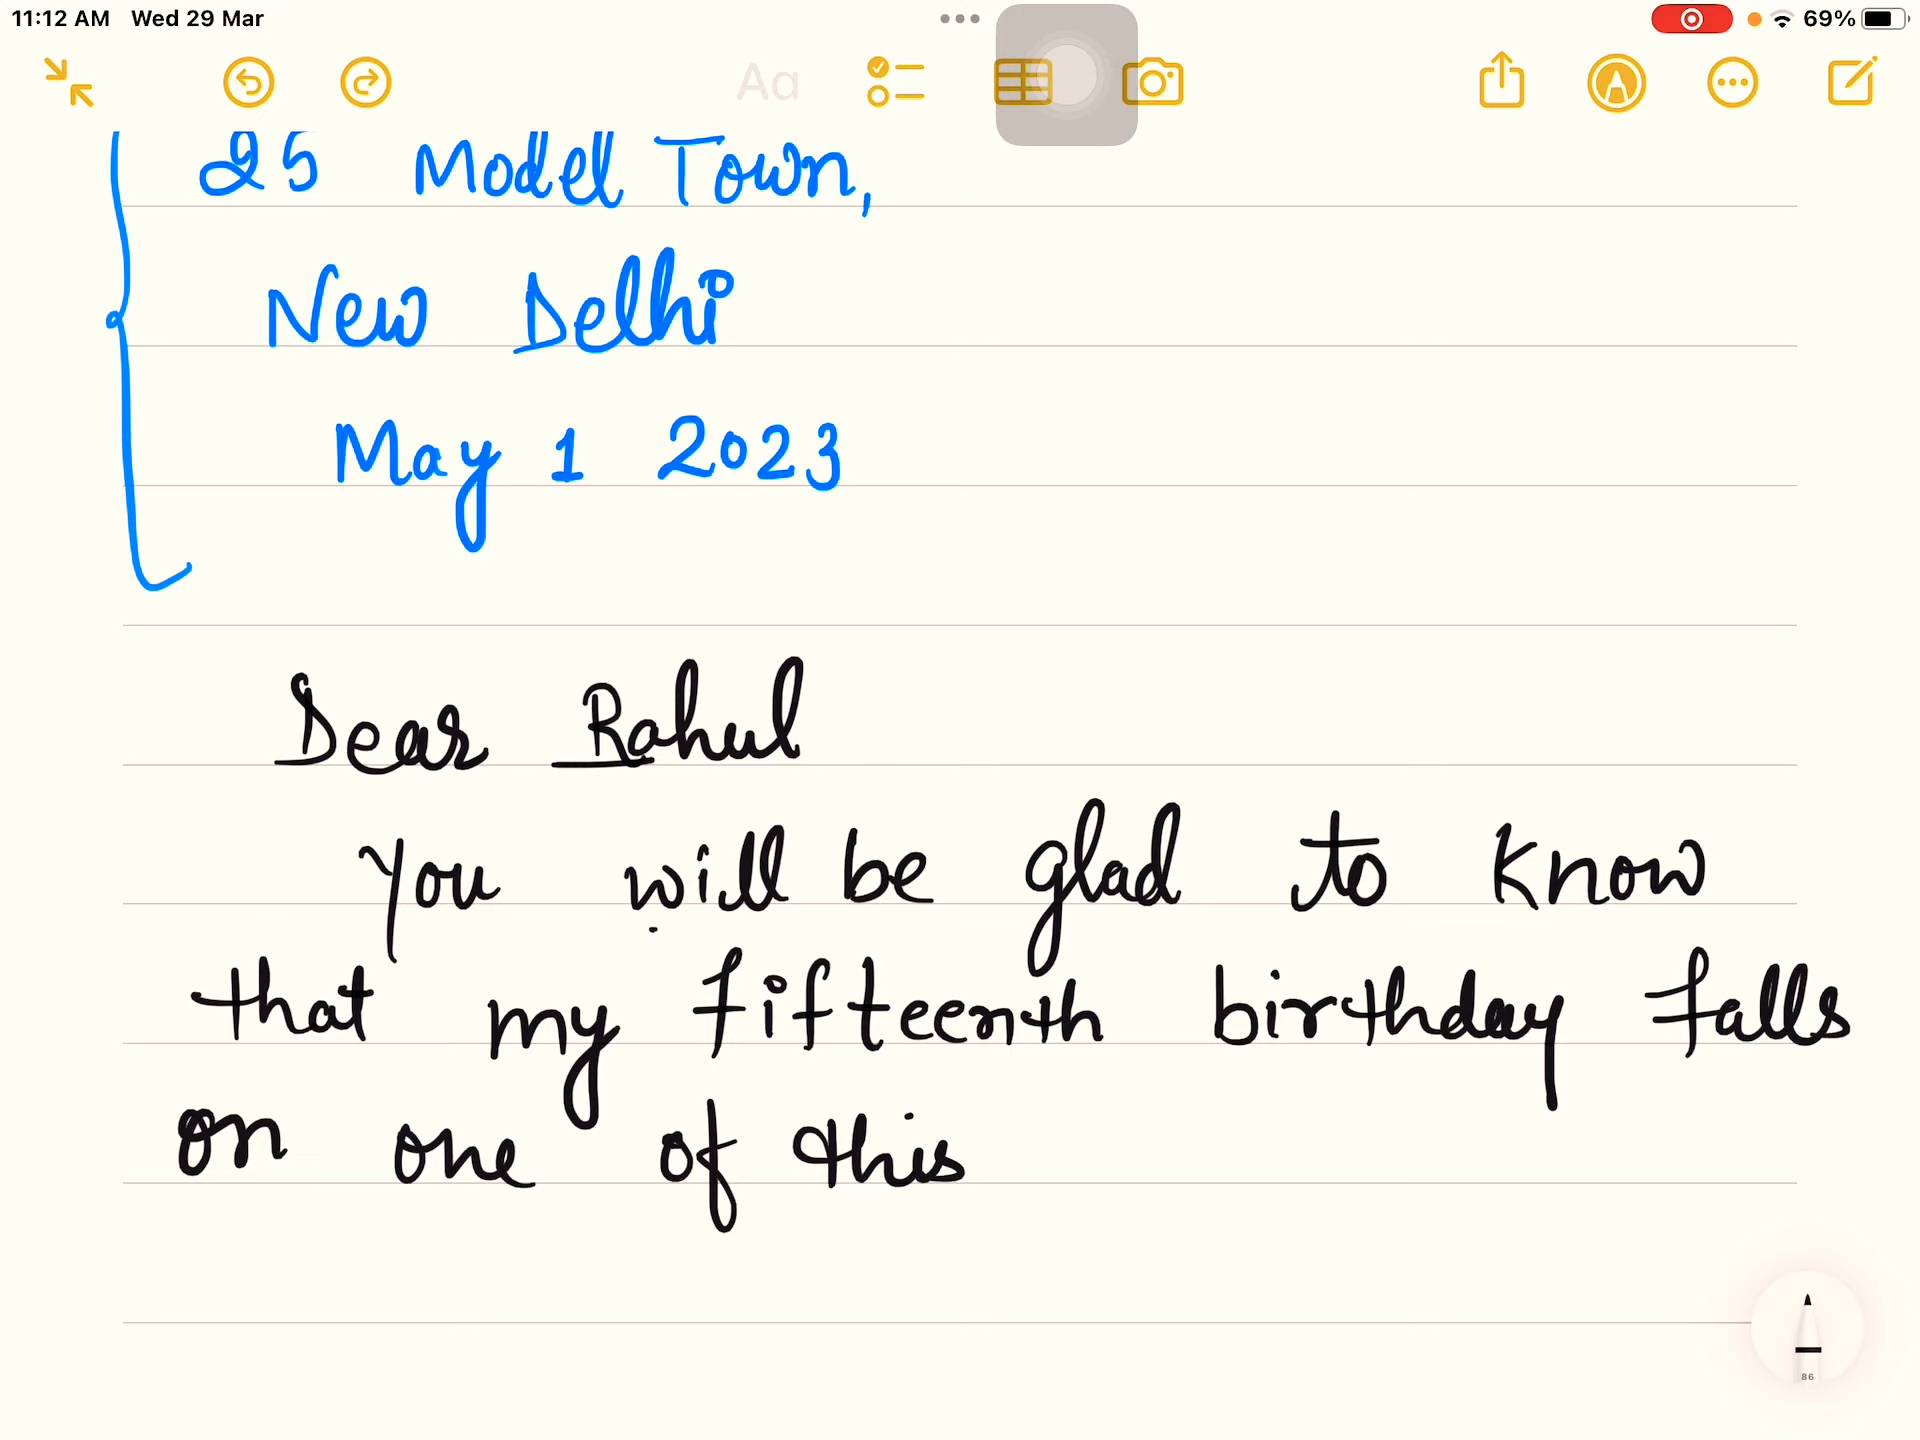 11:12 AM Wed 29 Mar
69%
Aa
25 Model Town,
New Delhi
May 1 2023
Dear Rahul
You will be glad to know
that my fifteenth birthday falls
on one of this
86